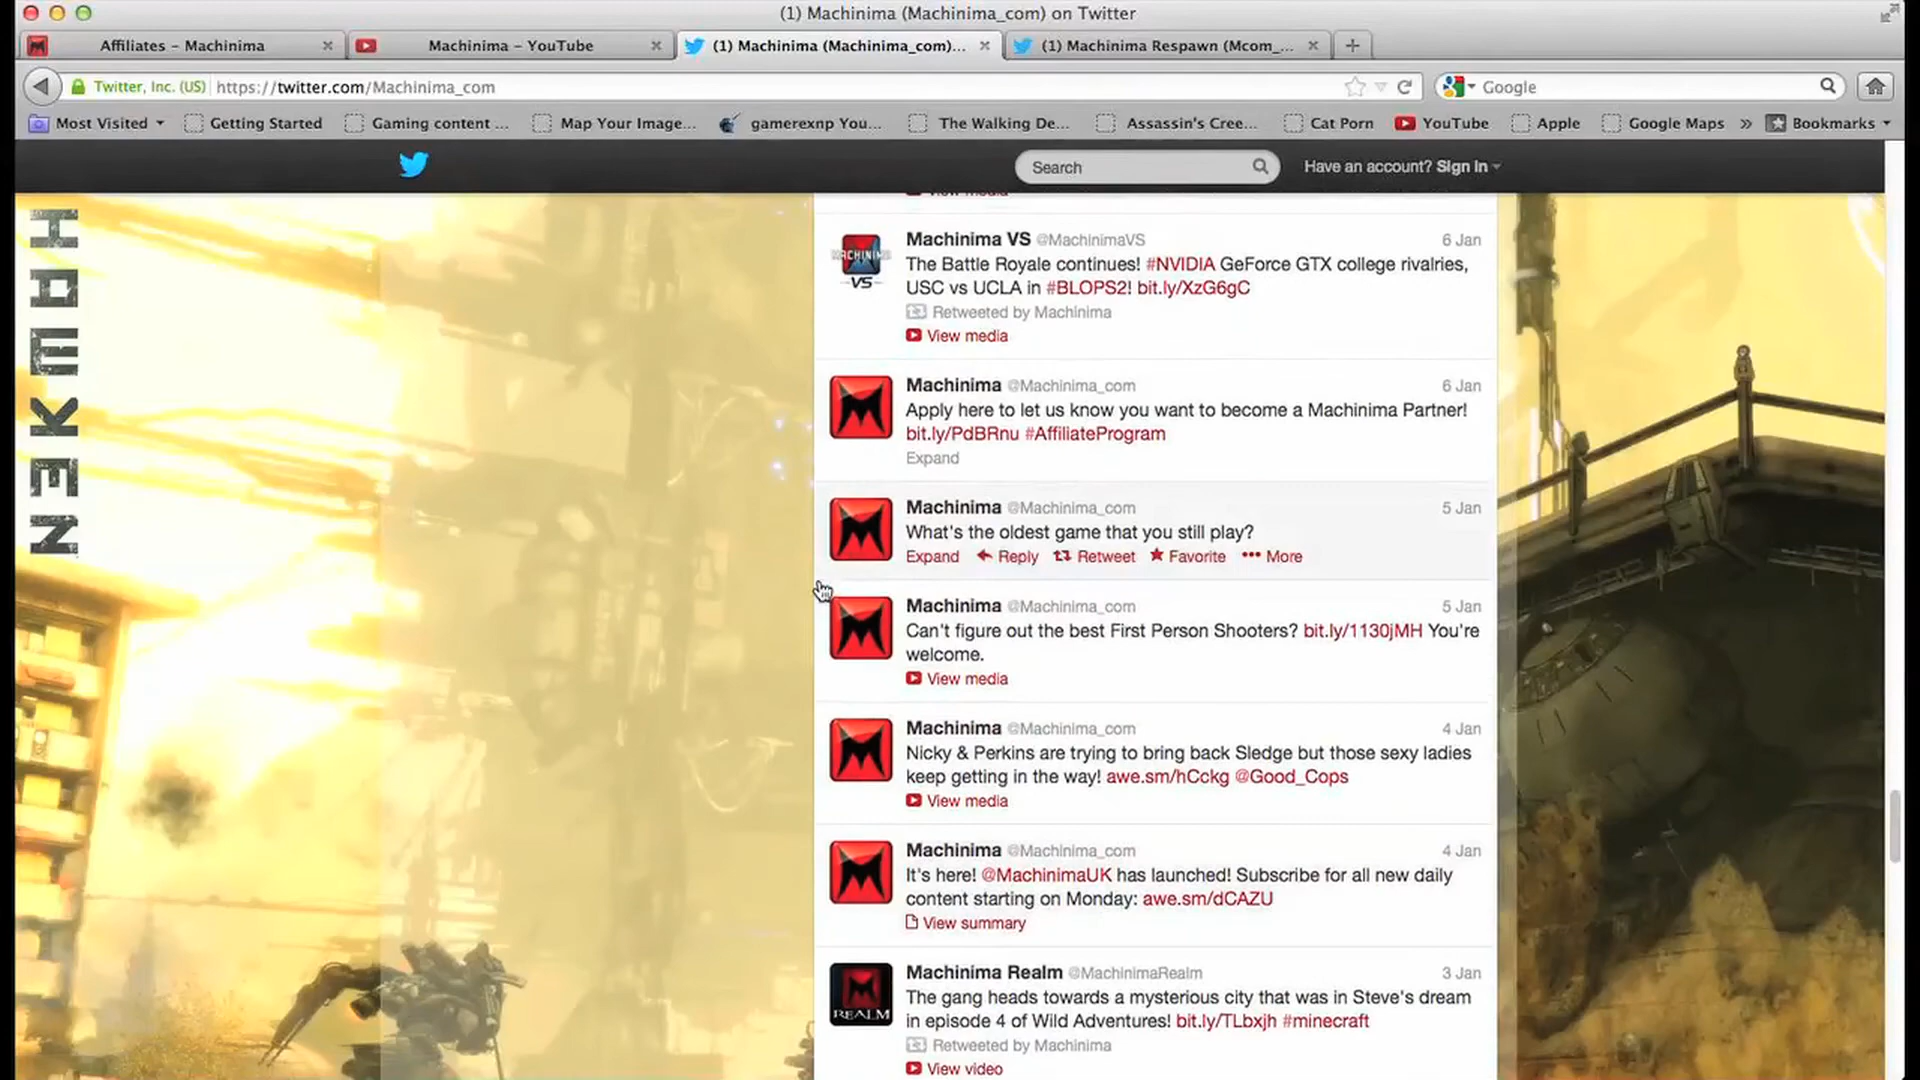 (1) Machinima (Machinima_com) on Twitter
Affiliates – Machinima
Machinima – YouTube
(1) Machinima (Machinima_com)...
(1) Machinima Respawn (Mcom_...
Twitter, Inc. (US) https://twitter.com/Machinima_com
Google
Most Visited
Getting Started
Gaming content ...
Map Your Image...
gamerexnp You...
The Walking De...
Assassin's Cree...
Cat Porn
YouTube
Apple
Google Maps
»
Bookmarks
Search
Have an account? Sign in
HAWKEN
View media
Machinima VS @MachinimaVS 6 Jan
MACHINIMA
VS
The Battle Royale continues! #NVIDIA GeForce GTX college rivalries,
USC vs UCLA in #BLOPS2! bit.ly/XzG6gC
Retweeted by Machinima
View media
Machinima @Machinima_com 6 Jan
Apply here to let us know you want to become a Machinima Partner!
bit.ly/PdBRnu #AffiliateProgram
Expand
Machinima @Machinima_com 5 Jan
What's the oldest game that you still play?
Expand Reply Retweet Favorite ••• More
Machinima @Machinima_com 5 Jan
Can't figure out the best First Person Shooters? bit.ly/1130jMH You're
welcome.
View media
Machinima @Machinima_com 4 Jan
Nicky & Perkins are trying to bring back Sledge but those sexy ladies
keep getting in the way! awe.sm/hCckg @Good_Cops
View media
Machinima @Machinima_com 4 Jan
It's here! @MachinimaUK has launched! Subscribe for all new daily
content starting on Monday: awe.sm/dCAZU
View summary
Machinima Realm @MachinimaRealm 3 Jan
REALM
The gang heads towards a mysterious city that was in Steve's dream
in episode 4 of Wild Adventures! bit.ly/TLbxjh #minecraft
Retweeted by Machinima
View video